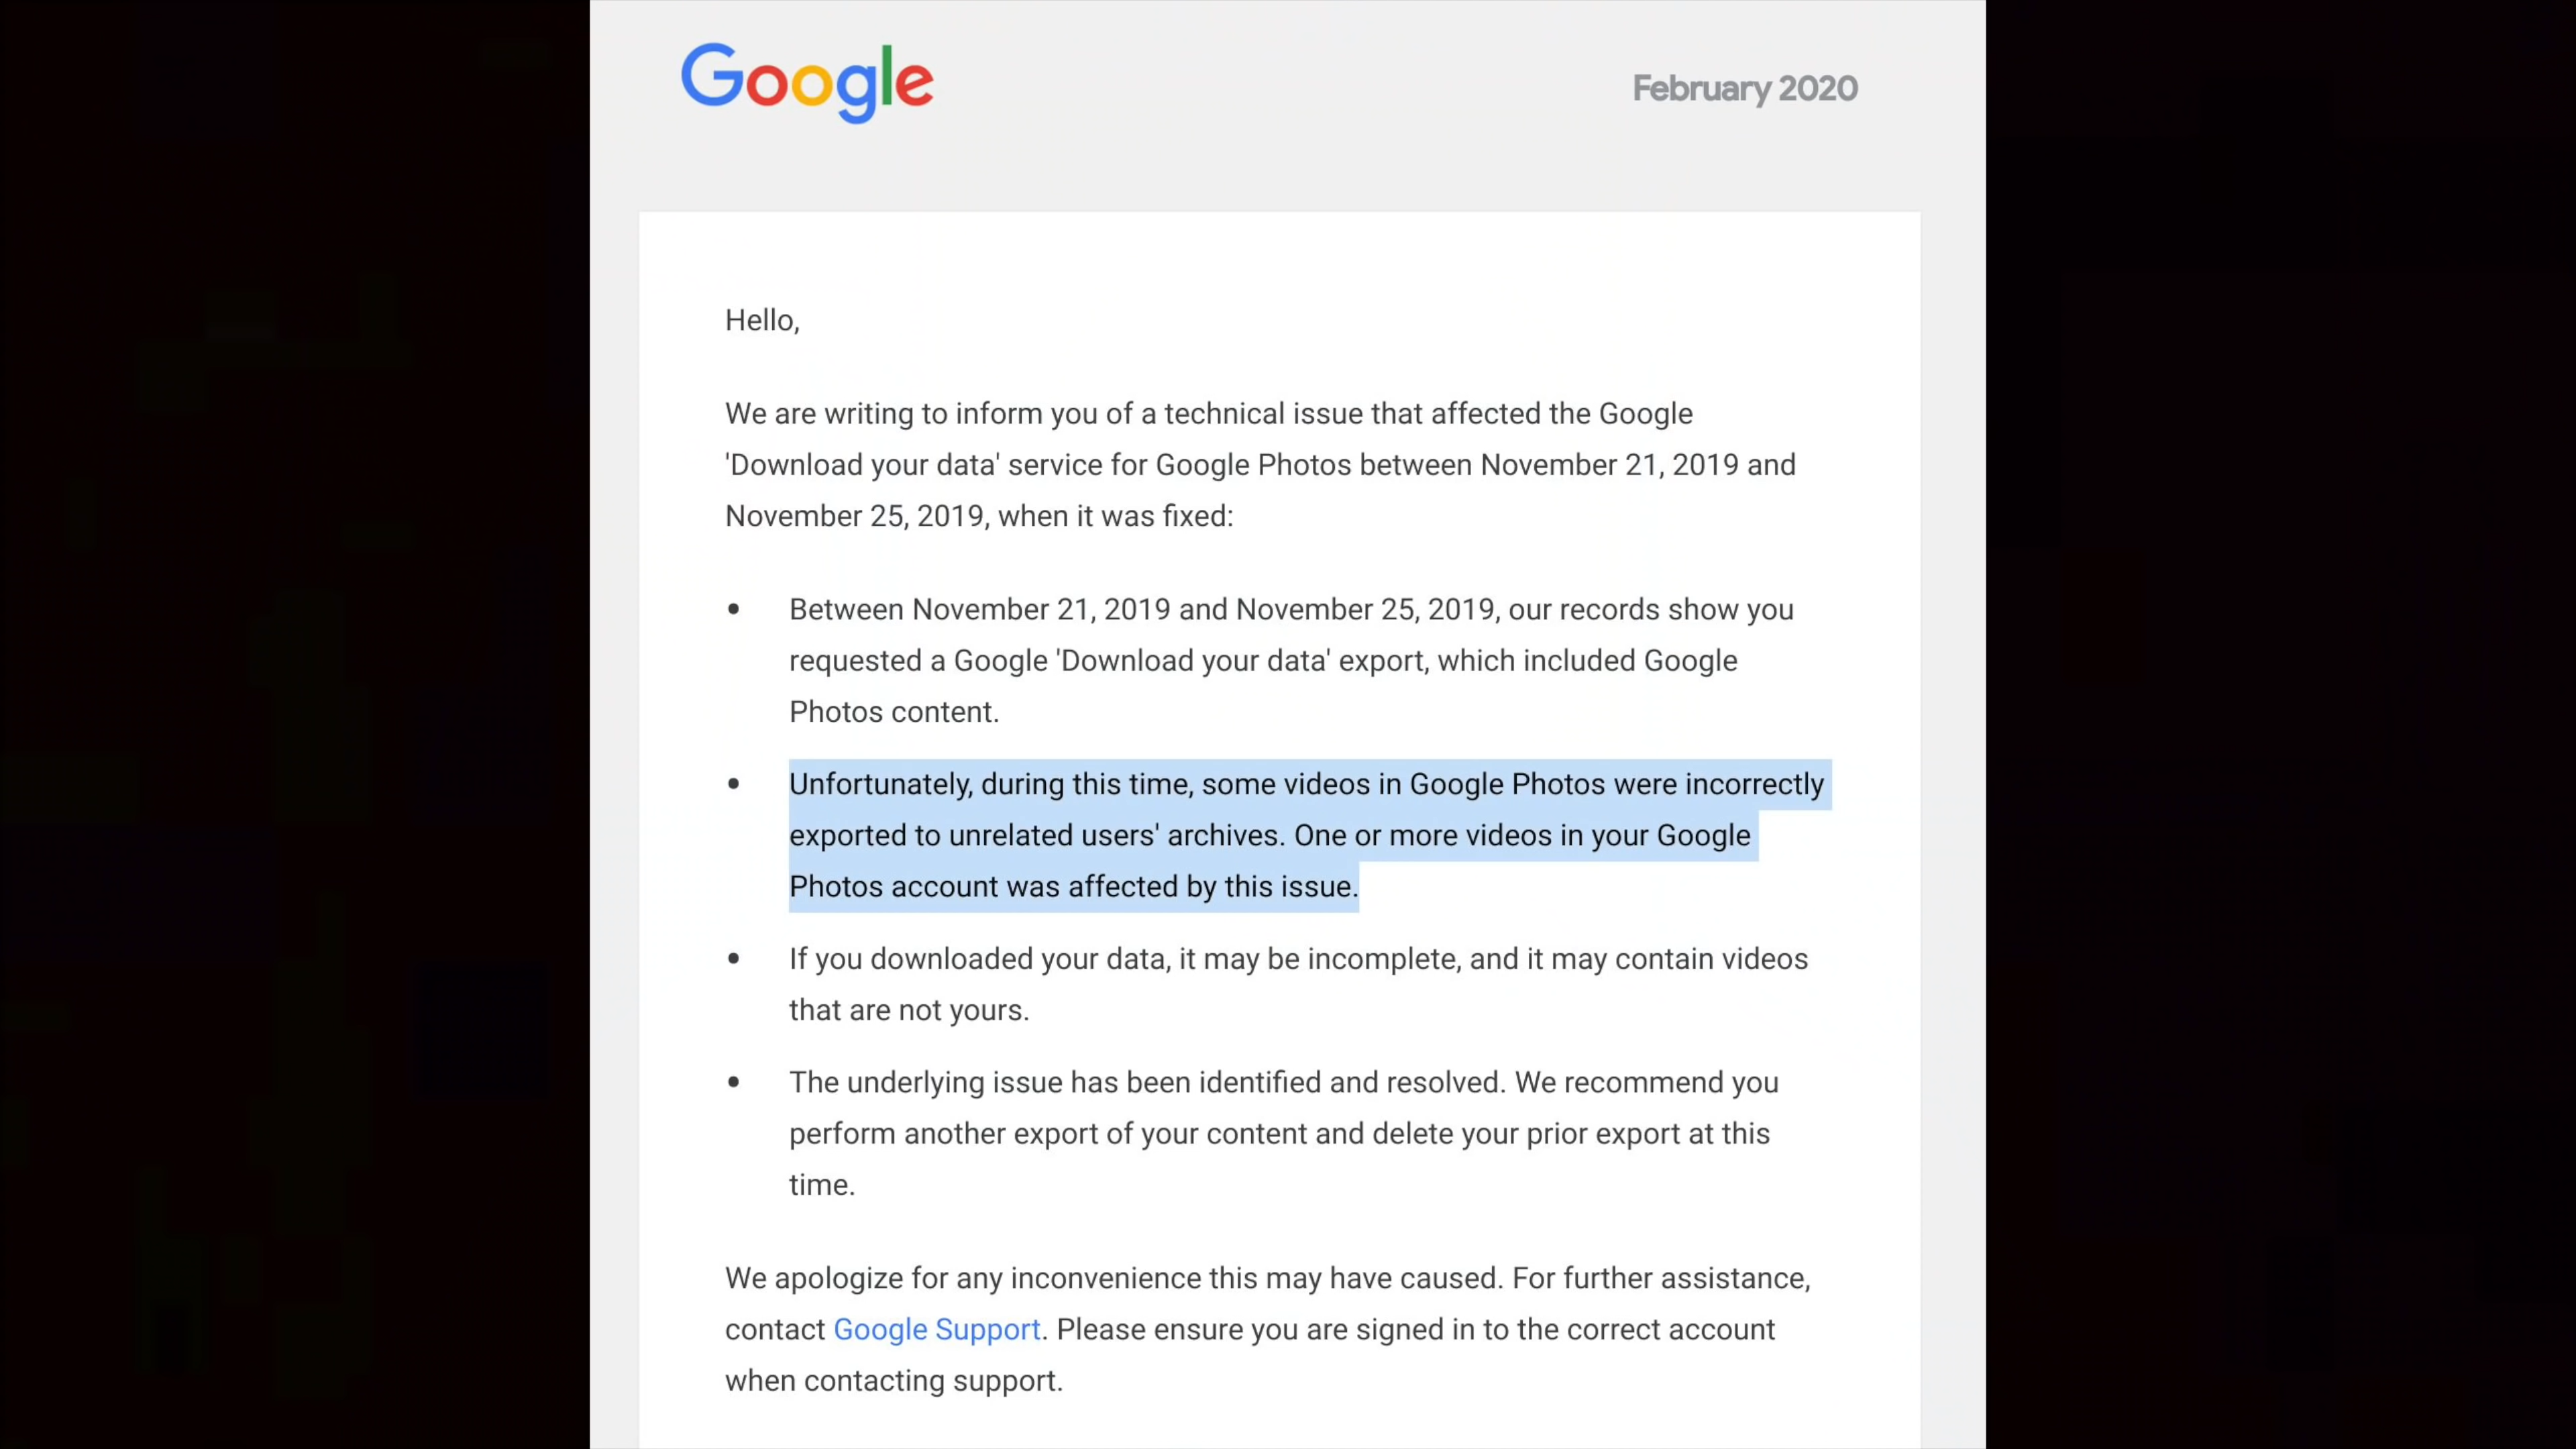 Google
February 2020
Hello,
We are writing to inform you of a technical issue that affected the Google
'Download your data' service for Google Photos between November 21, 2019 and
November 25, 2019, when it was fixed:
• Between November 21, 2019 and November 25, 2019, our records show you
requested a Google 'Download your data' export, which included Google
Photos content.
• Unfortunately, during this time, some videos in Google Photos were incorrectly
exported to unrelated users' archives. One or more videos in your Google
Photos account was affected by this issue.
• If you downloaded your data, it may be incomplete, and it may contain videos
that are not yours.
• The underlying issue has been identified and resolved. We recommend you
perform another export of your content and delete your prior export at this
time.
We apologize for any inconvenience this may have caused. For further assistance,
contact Google Support. Please ensure you are signed in to the correct account
when contacting support.